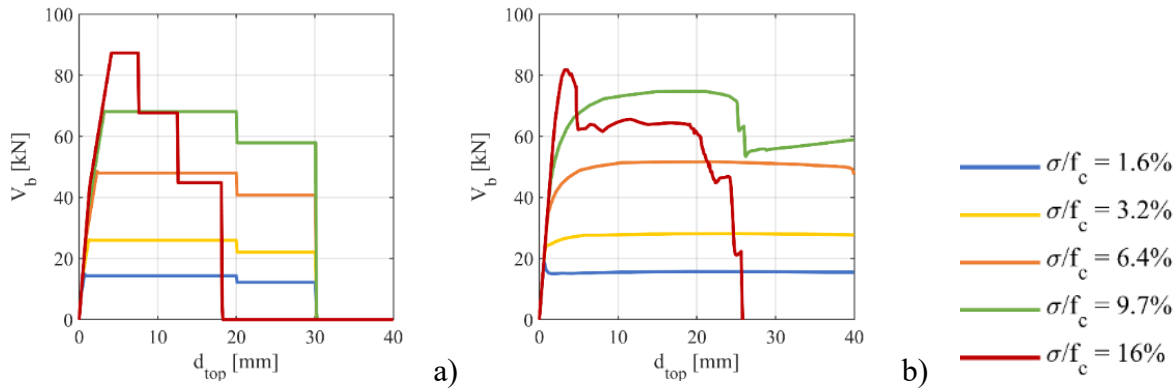 100
80
60
40
20
0
V_b [kN]
0 10 20 30 40
d_top [mm]
a)
100
80
60
40
20
0
V_b [kN]
0 10 20 30 40
d_top [mm]
b)
σ/f_c = 1.6%
σ/f_c = 3.2%
σ/f_c = 6.4%
σ/f_c = 9.7%
σ/f_c = 16%